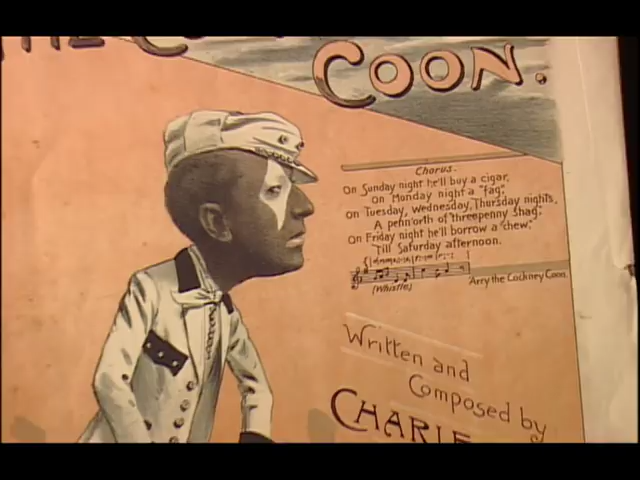 THE
COON.
Chorus.
On Sunday night he'll buy a cigar,
On Monday night a "fag",
On Tuesday, Wednesday, Thursday nights,
A penn'orth of "threepenny shag";
On Friday night he'll borrow a "chew,"
Till Saturday afternoon.
(Whistle)
'Arry the Cockney Coon.
Written and
Composed by